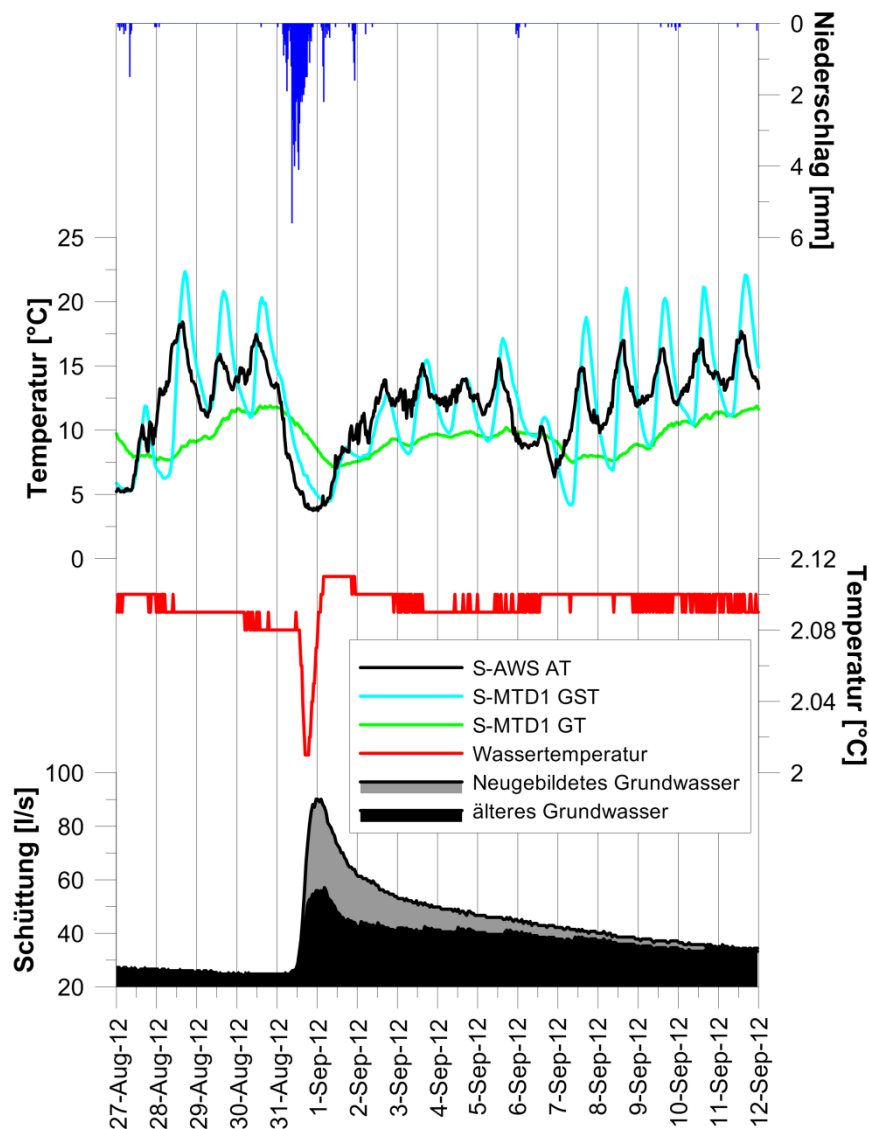 0
2
4
6
Niederschlag [mm]
25
20
15
10
5
0
Temperatur [°C]
2.12
2.08
2.04
2
Temperatur [°C]
S-AWS AT
S-MTD1 GST
S-MTD1 GT
Wassertemperatur
Neugebildetes Grundwasser
älteres Grundwasser
100
80
60
40
20
Schüttung [l/s]
27-Aug-12
28-Aug-12
29-Aug-12
30-Aug-12
31-Aug-12
1-Sep-12
2-Sep-12
3-Sep-12
4-Sep-12
5-Sep-12
6-Sep-12
7-Sep-12
8-Sep-12
9-Sep-12
10-Sep-12
11-Sep-12
12-Sep-12